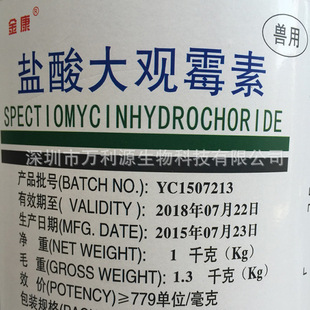 金康
兽用
盐酸大观霉素
SPECTIOMYCINHYDROCHORIDE
深圳市万利源生物科技有限公司
产品批号(BATCH NO.): YC1507213
有效期至( VALIDITY ): 2018年07月22日
生产日期(MFG. DATE): 2015年07月23日
净 重(NET WEIGHT): 1 千克(Kg)
毛 重(GROSS WEIGHT): 1.3 千克(Kg)
效 价(POTENCY)≥779单位/毫克